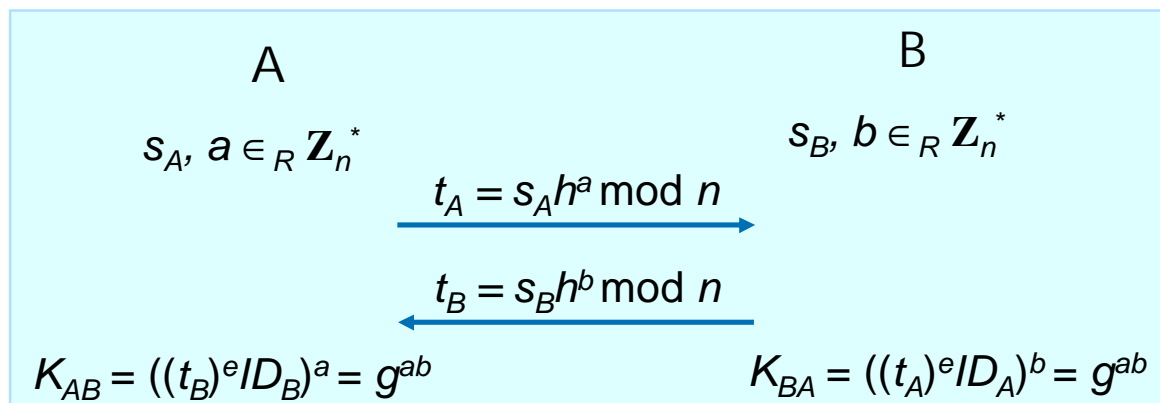 A B
s_A, a ∈_R Z_n^* s_B, b ∈_R Z_n^*
t_A = s_A h^a mod n
t_B = s_B h^b mod n
K_AB = ((t_B)^e ID_B)^a = g^ab K_BA = ((t_A)^e ID_A)^b = g^ab